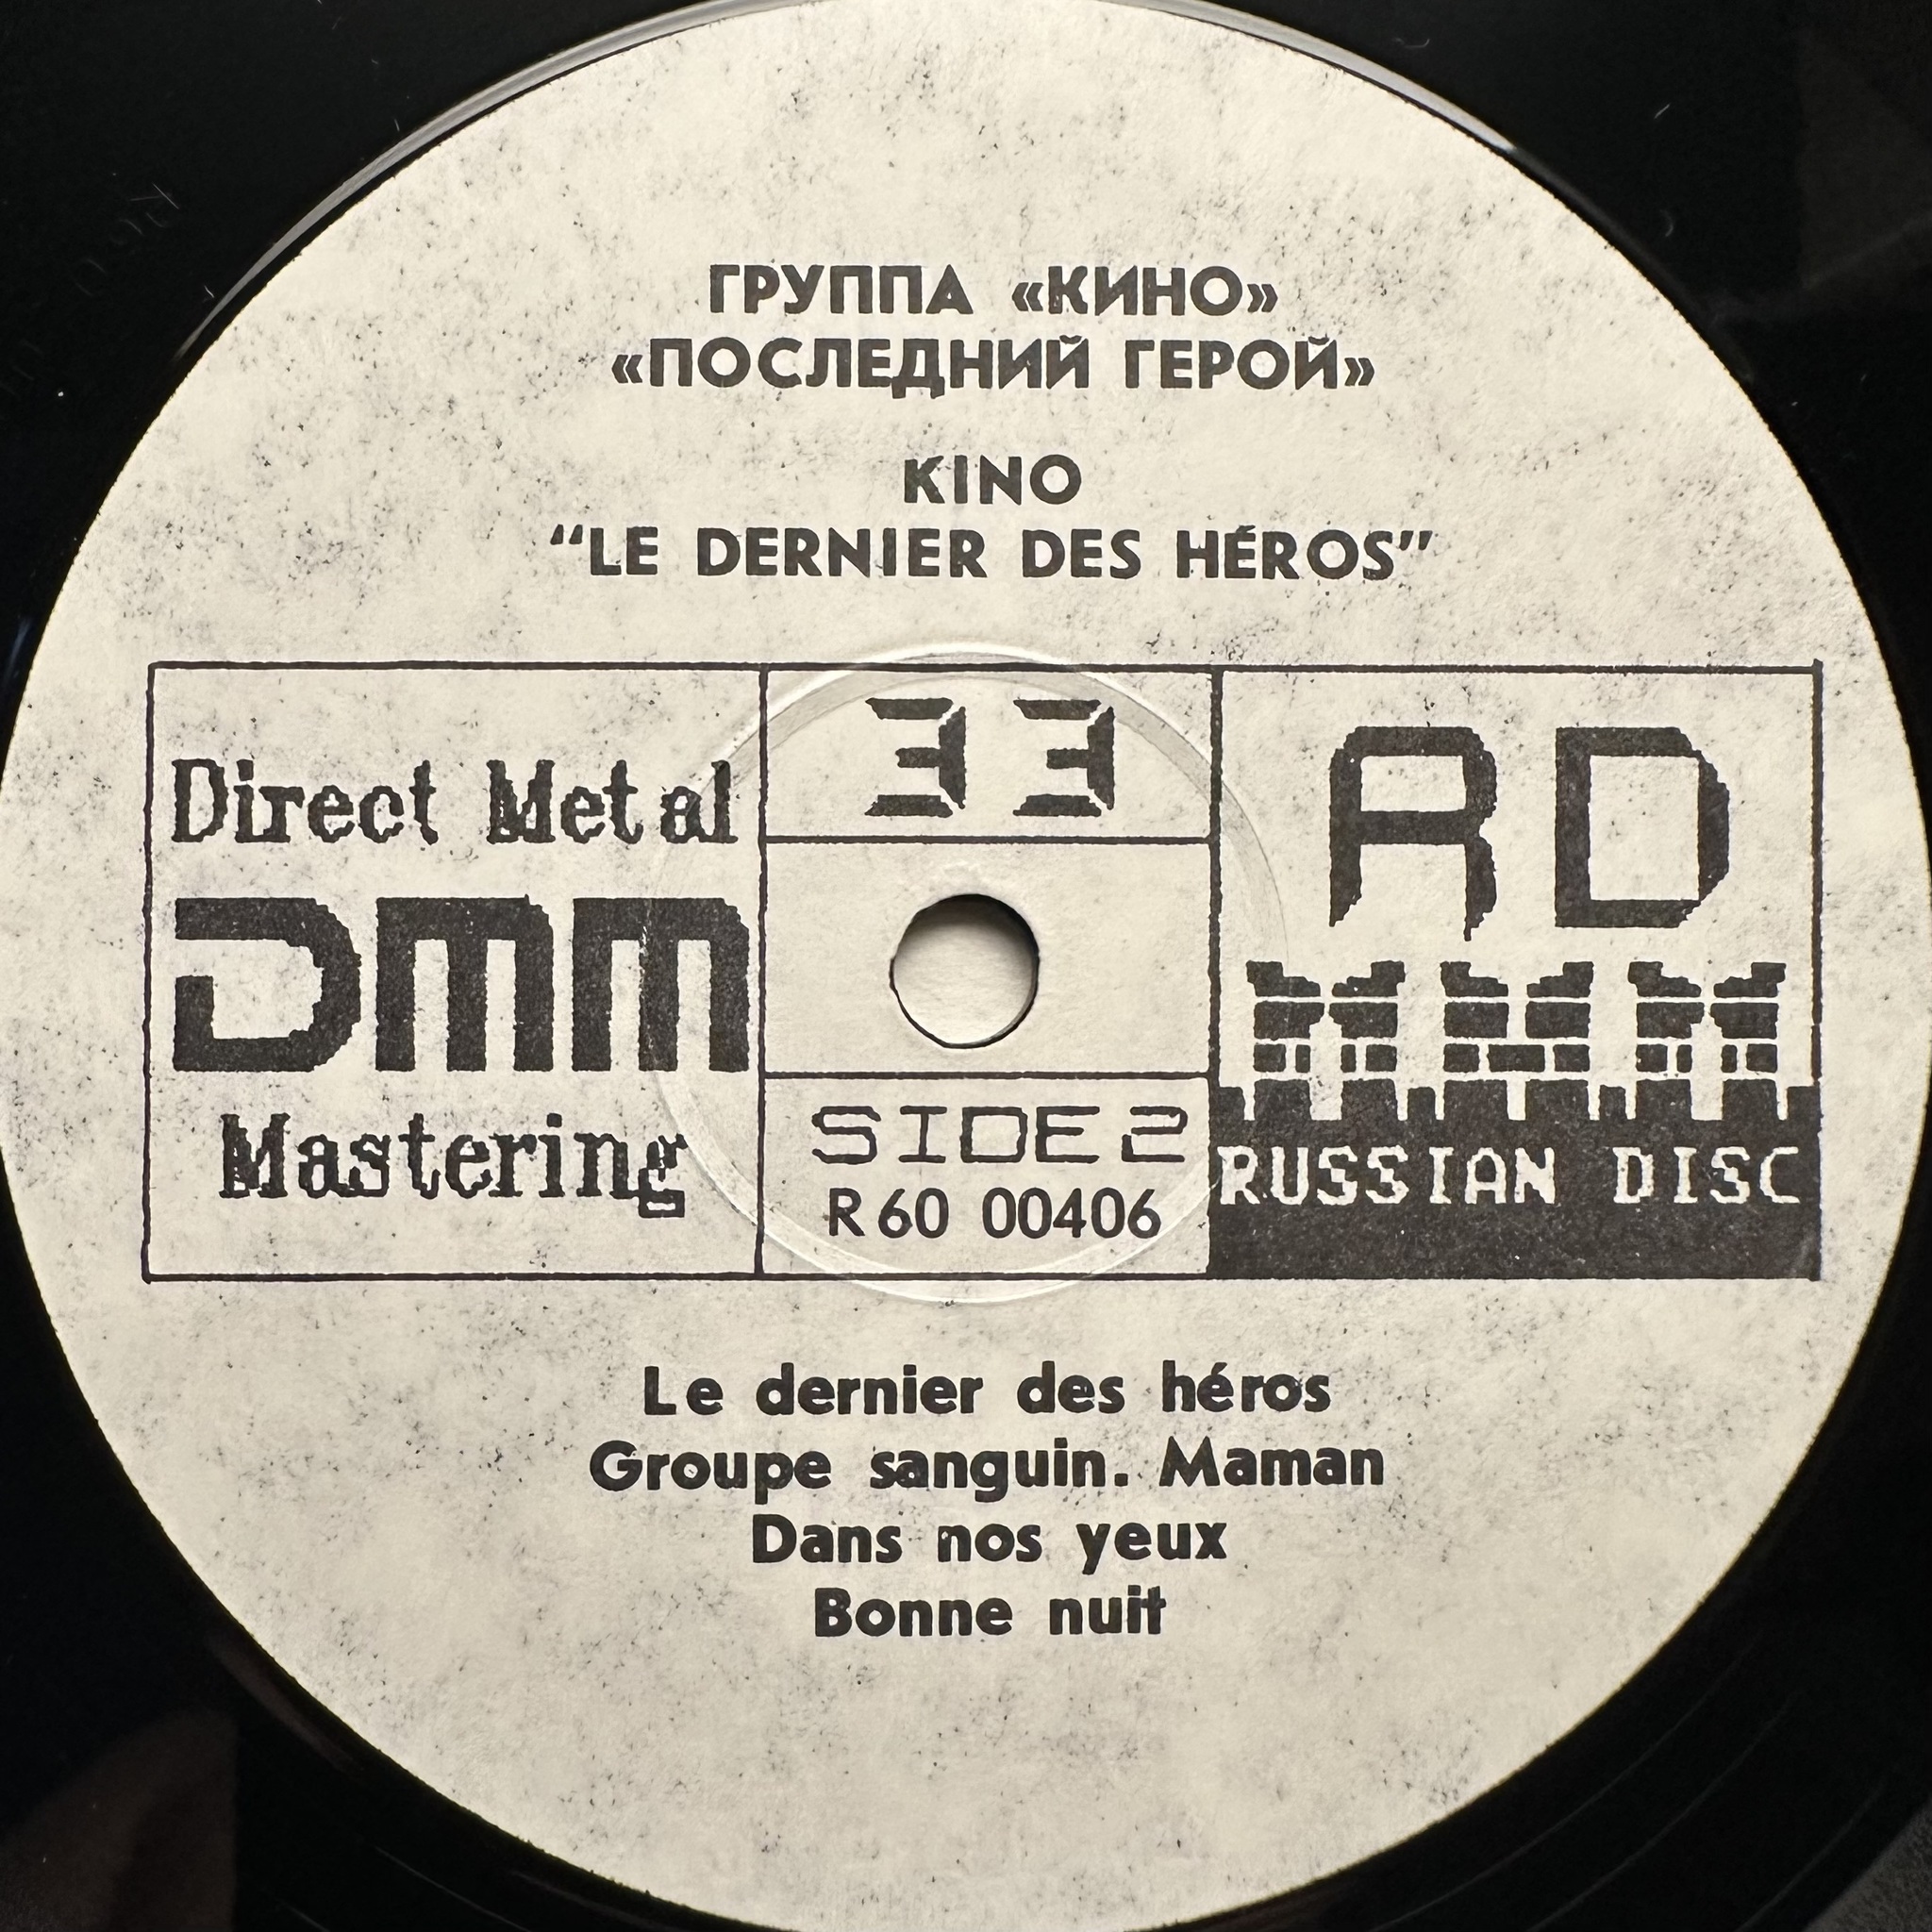 ГРУППА «КИНО»
«ПОСЛЕДНИЙ ГЕРОЙ»
KINO
“LE DERNIER DES HÉROS”
Direct Metal
DMM
Mastering
33
SIDE 2
R 60 00406
RD
RUSSIAN DISC
Le dernier des héros
Groupe sanguin. Maman
Dans nos yeux
Bonne nuit